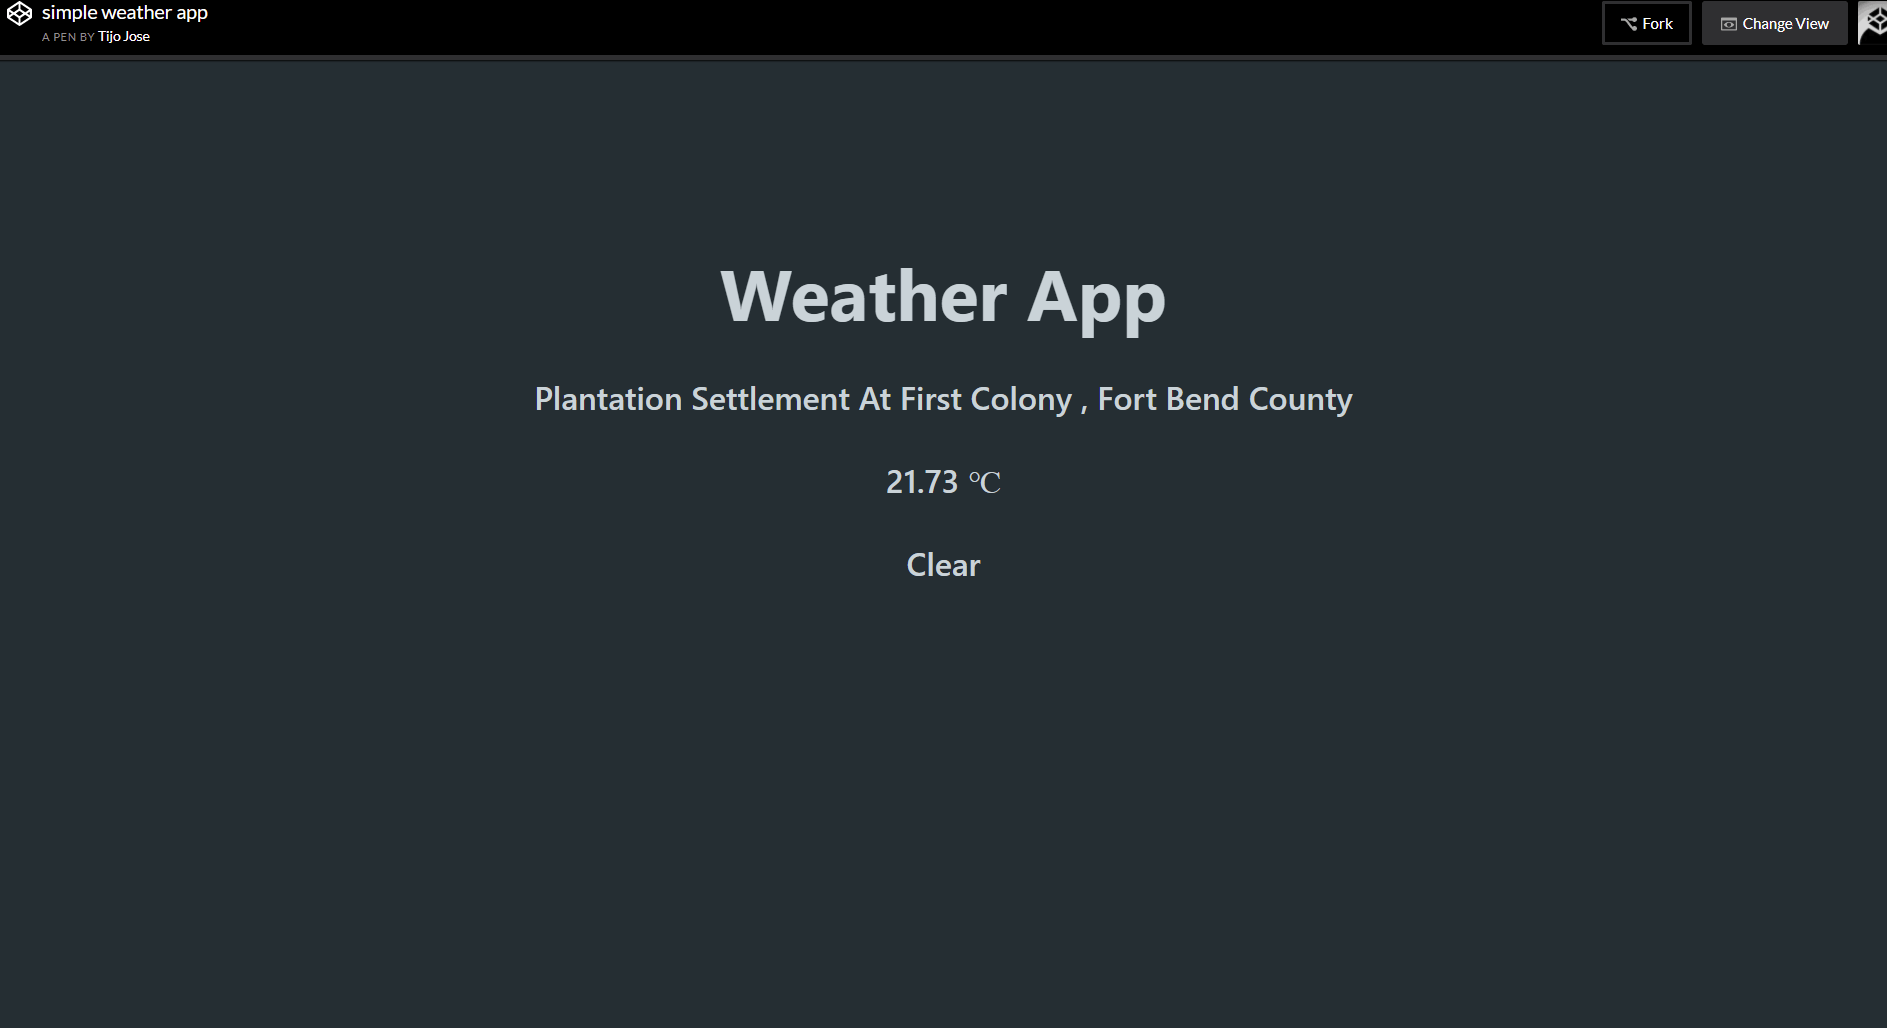 simple weather app
A PEN BY Tijo Jose
Fork
Change View
Weather App
Plantation Settlement At First Colony , Fort Bend County
21.73 ℃
Clear